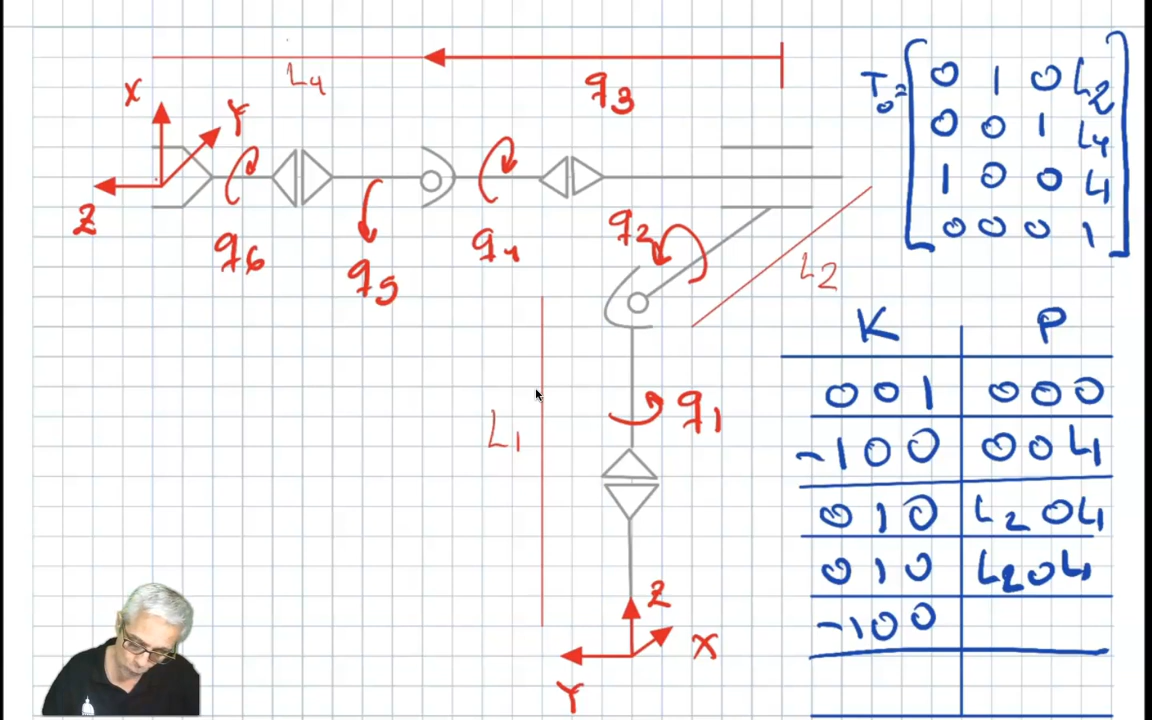 L4
q3
X
Y
Z
q6
q5
q4
q2
L2
L1
q1
Z
X
Y
T0=
0 1 0 L2
0 0 1 L4
1 0 0 L1
0 0 0 1
K P
0 0 1 0 0 0
-1 0 0 0 0 L1
0 1 0 L2 0 L1
0 1 0 L2 0 L1
-1 0 0